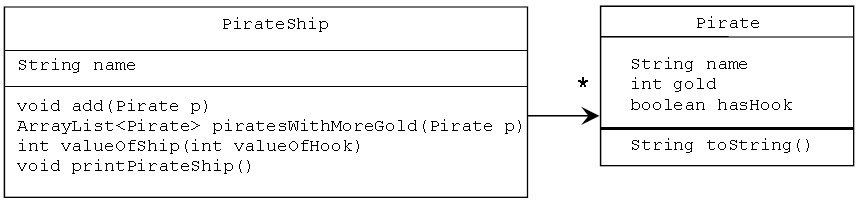 PirateShip
String name
void add(Pirate p)
ArrayList<Pirate> piratesWithMoreGold(Pirate p)
int valueOfShip(int valueOfHook)
void printPirateShip()
*
Pirate
String name
int gold
boolean hasHook
String toString()